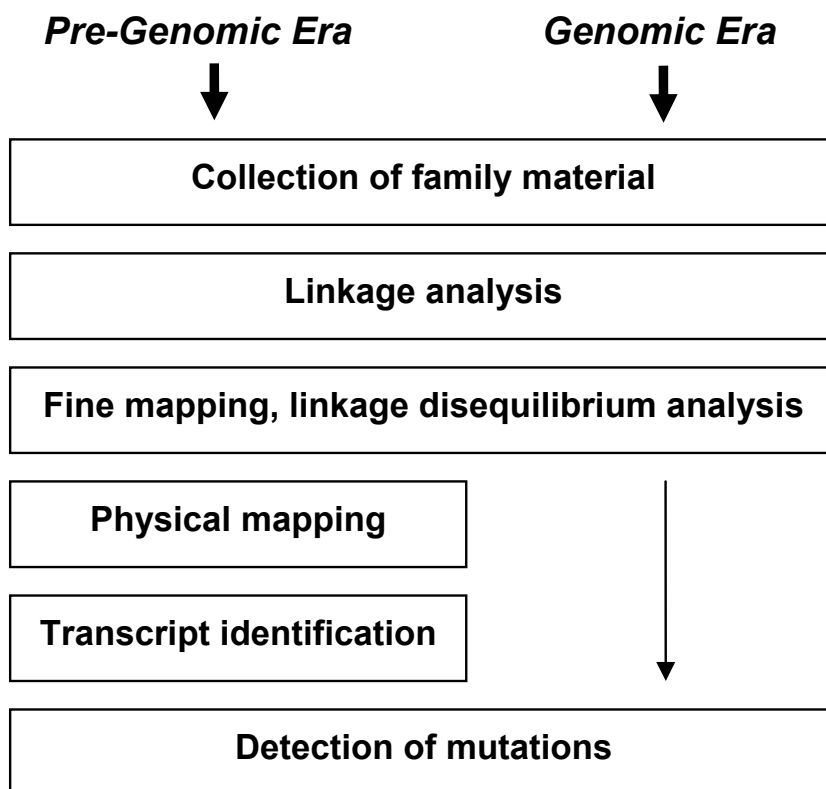 Pre-Genomic Era Genomic Era
Collection of family material
Linkage analysis
Fine mapping, linkage disequilibrium analysis
Physical mapping
Transcript identification
Detection of mutations